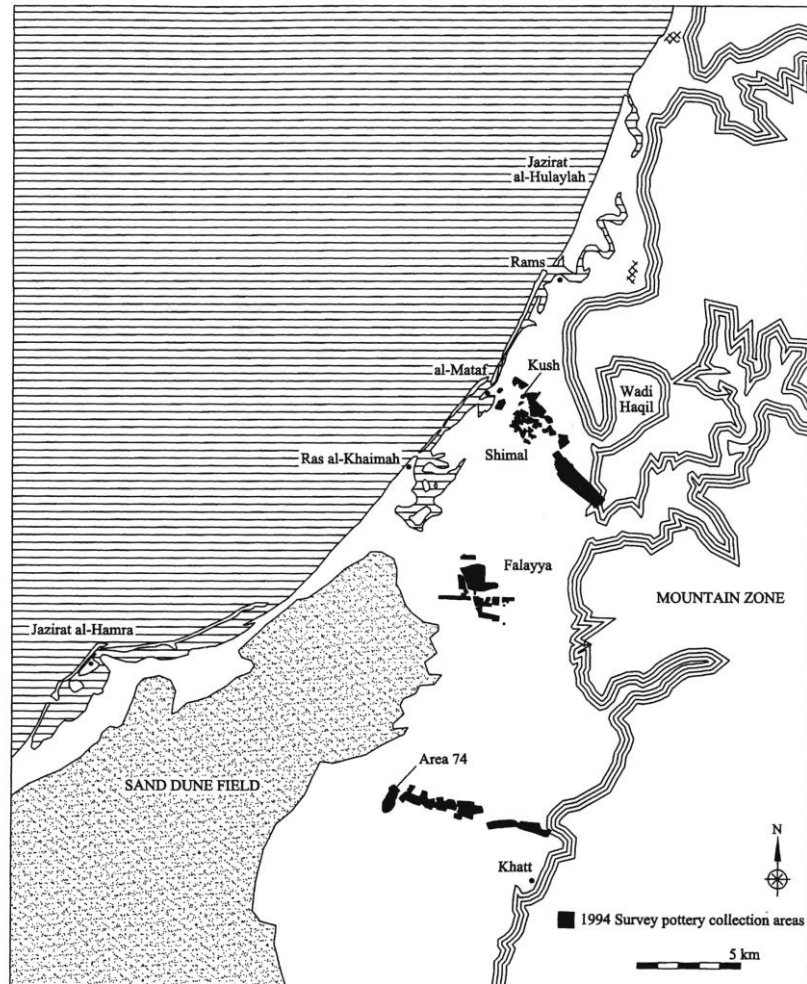 Jazirat
al-Hulaylah
Rams
al-Mataf
Kush
Wadi
Haqil
Ras al-Khaimah
Shimal
Falayya
MOUNTAIN ZONE
Jazirat al-Hamra
Area 74
SAND DUNE FIELD
N
Khatt
1994 Survey pottery collection areas
5 km